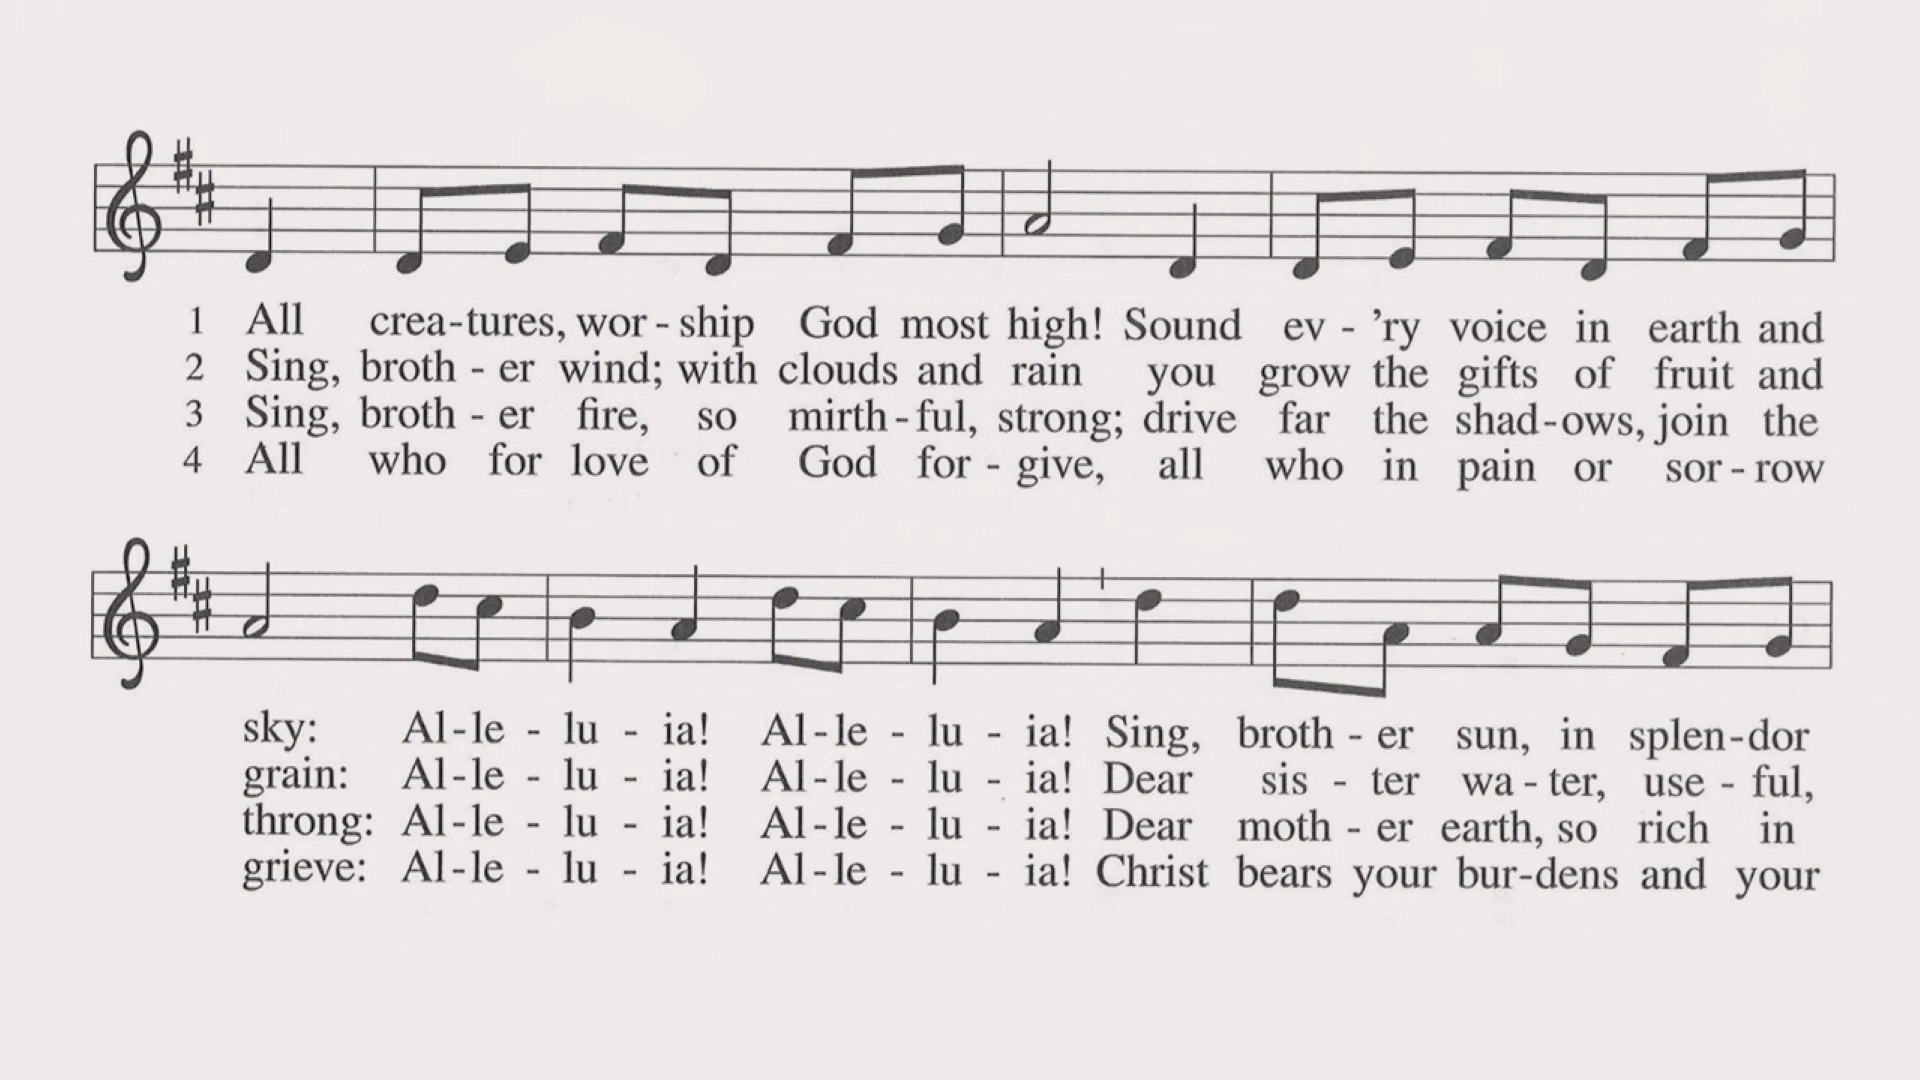 1 All crea-tures, wor-ship God most high! Sound ev-'ry voice in earth and
2 Sing, broth-er wind; with clouds and rain you grow the gifts of fruit and
3 Sing, broth-er fire, so mirth-ful, strong; drive far the shad-ows, join the
4 All who for love of God for-give, all who in pain or sor-row
sky: Al-le-lu-ia! Al-le-lu-ia! Sing, broth-er sun, in splen-dor
grain: Al-le-lu-ia! Al-le-lu-ia! Dear sis-ter wa-ter, use-ful,
throng: Al-le-lu-ia! Al-le-lu-ia! Dear moth-er earth, so rich in
grieve: Al-le-lu-ia! Al-le-lu-ia! Christ bears your bur-dens and your